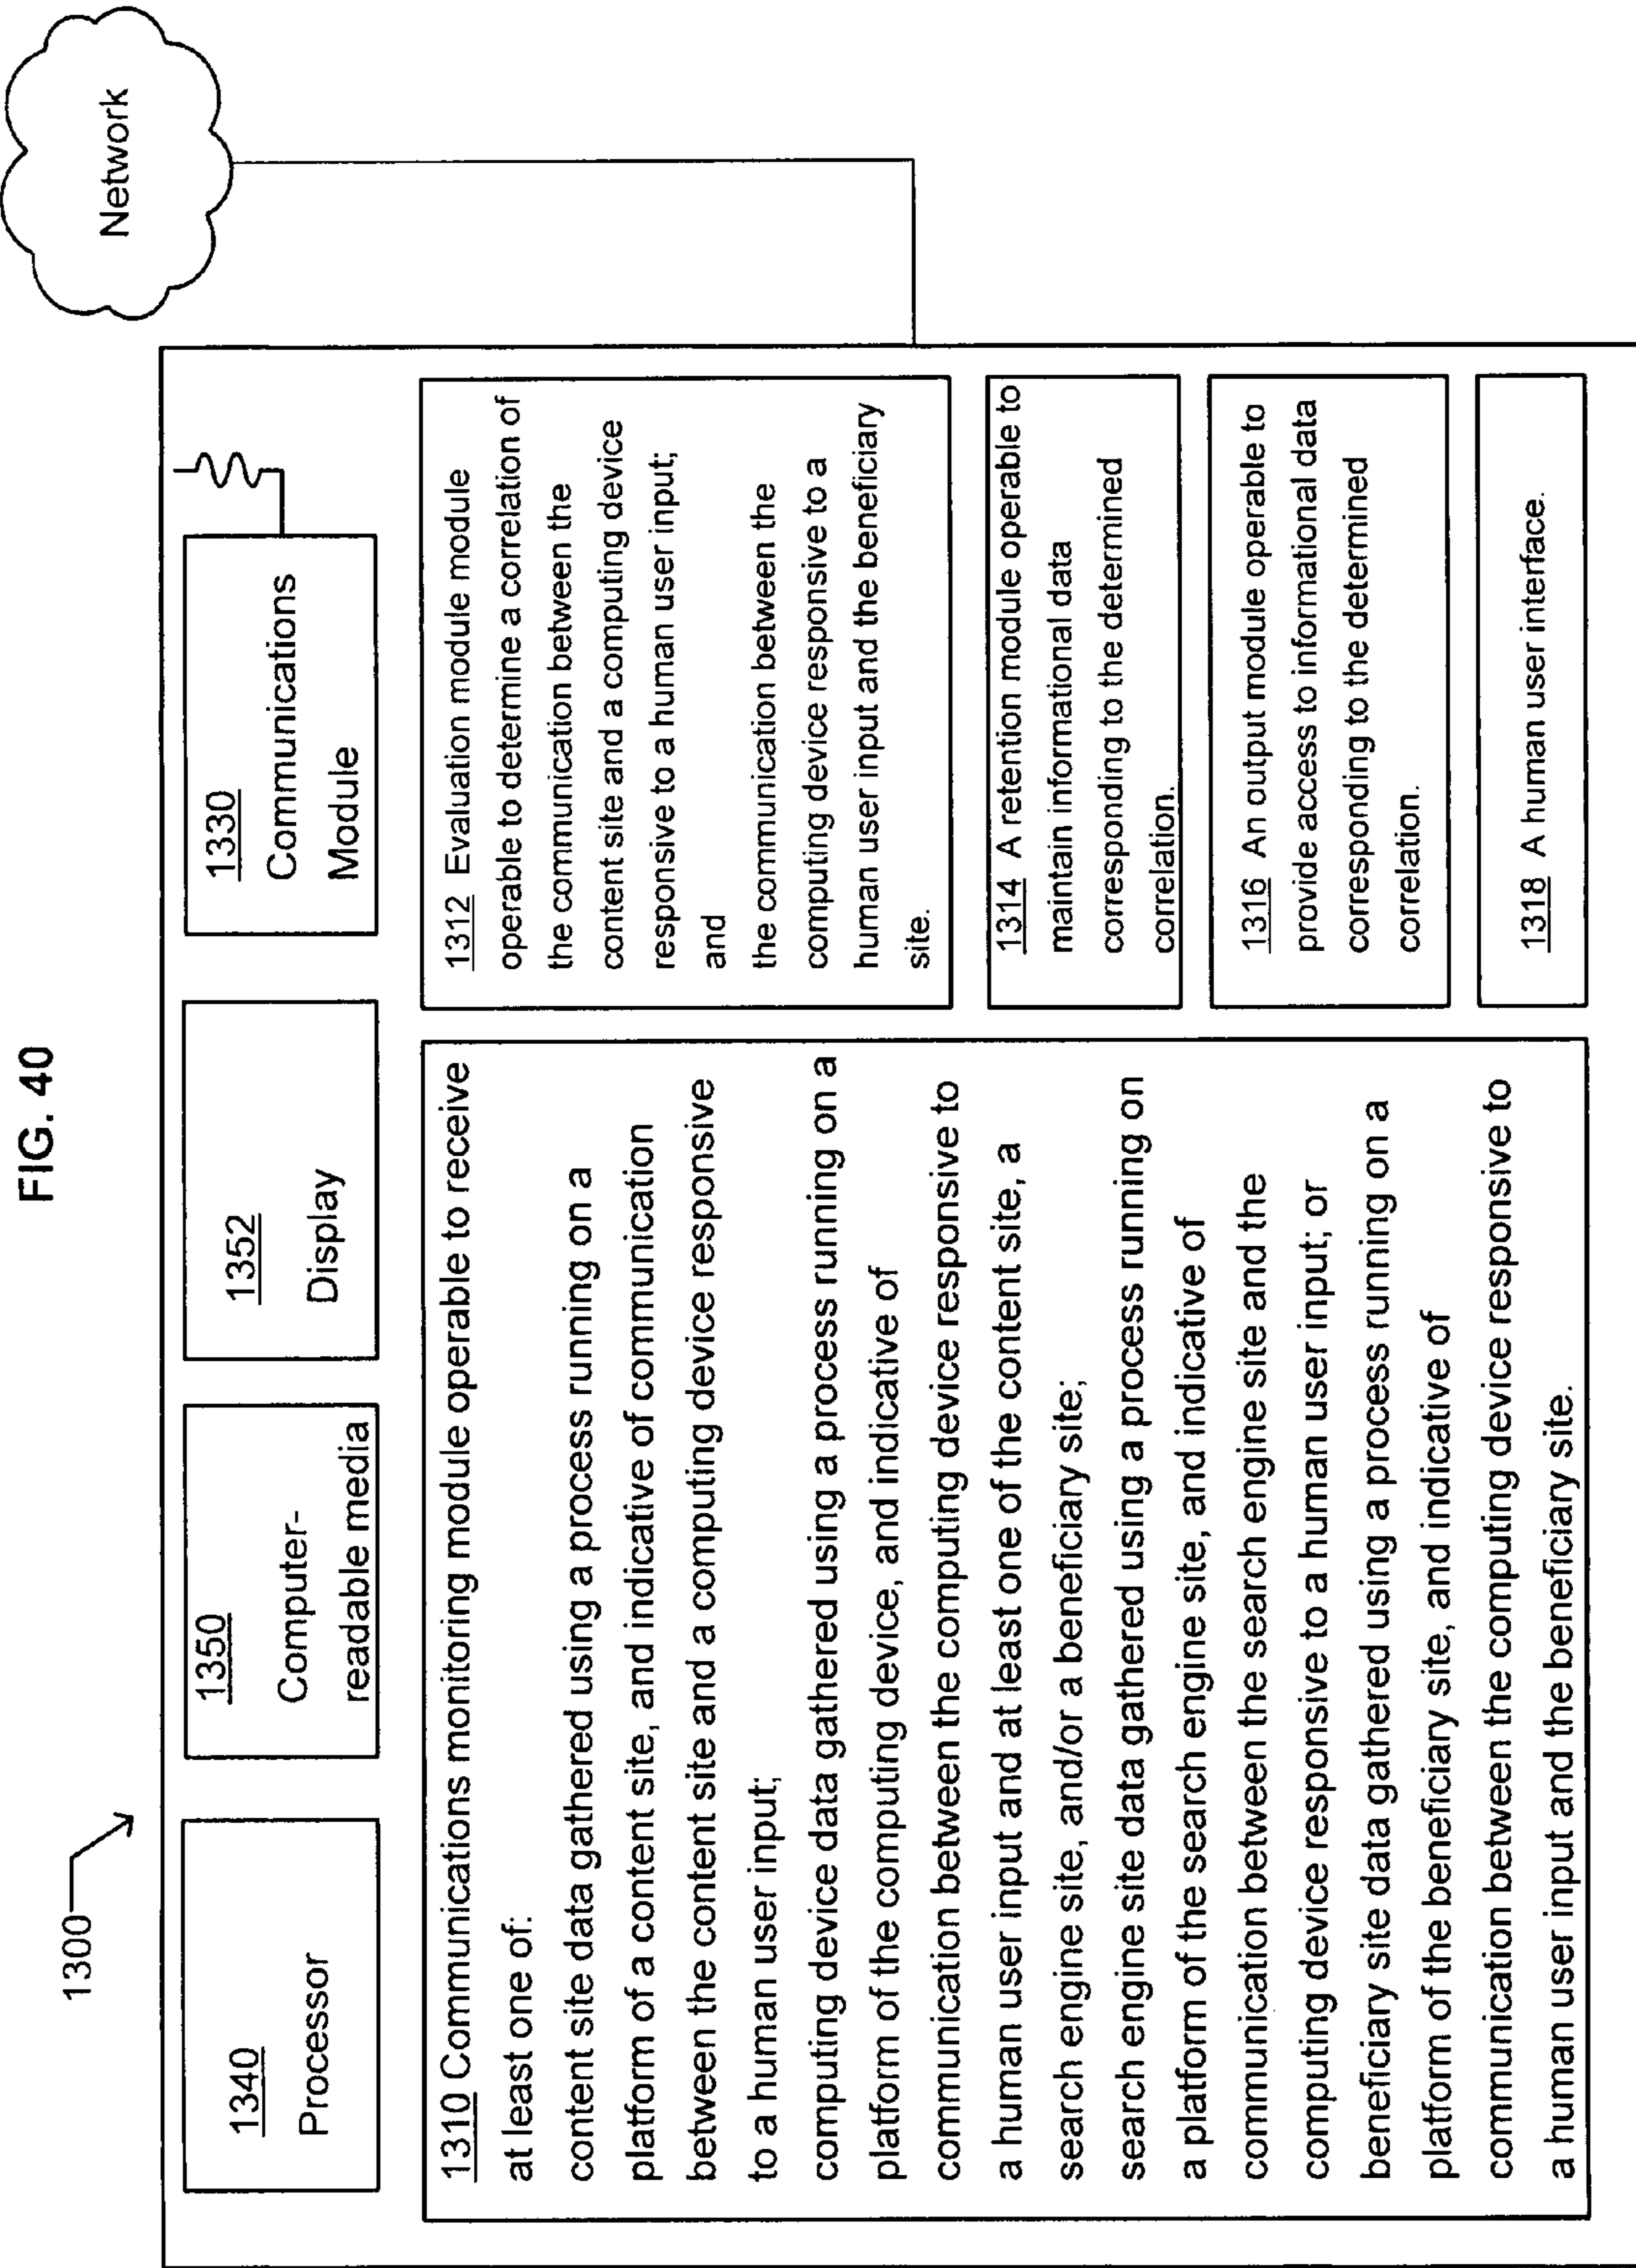 FIG. 40
1300
Network
1340
Processor
1350
Computer-
readable media
1352
Display
1330
Communications
Module
1310 Communications monitoring module operable to receive
at least one of:
content site data gathered using a process running on a
platform of a content site, and indicative of communication
between the content site and a computing device responsive
to a human user input;
computing device data gathered using a process running on a
platform of the computing device, and indicative of
communication between the computing device responsive to
a human user input and at least one of the content site, a
search engine site, and/or a beneficiary site;
search engine site data gathered using a process running on
a platform of the search engine site, and indicative of
communication between the search engine site and the
computing device responsive to a human user input; or
beneficiary site data gathered using a process running on a
platform of the beneficiary site, and indicative of
communication between the computing device responsive to
a human user input and the beneficiary site.
1312 Evaluation module module
operable to determine a correlation of
the communication between the
content site and a computing device
responsive to a human user input;
and
the communication between the
computing device responsive to a
human user input and the beneficiary
site.
1314 A retention module operable to
maintain informational data
corresponding to the determined
correlation.
1316 An output module operable to
provide access to informational data
corresponding to the determined
correlation.
1318 A human user interface.